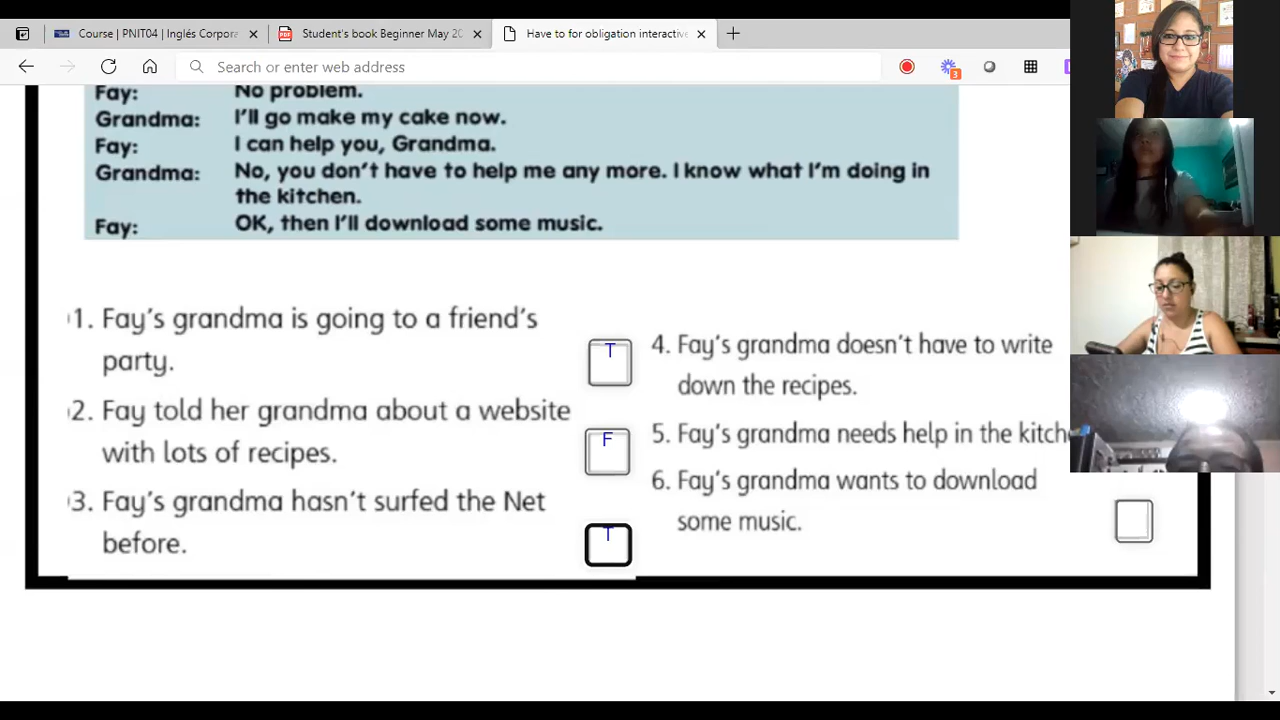 Course | PNIT04 | Inglés Corpora
Student's book Beginner May 20
Have to for obligation interactive
Search or enter web address
3
Fay: No problem.
Grandma: I'll go make my cake now.
Fay: I can help you, Grandma.
Grandma: No, you don't have to help me any more. I know what I'm doing in
the kitchen.
Fay: OK, then I'll download some music.
1. Fay's grandma is going to a friend's
party.
T
2. Fay told her grandma about a website
with lots of recipes.
F
3. Fay's grandma hasn't surfed the Net
before.
T
4. Fay's grandma doesn't have to write
down the recipes.
5. Fay's grandma needs help in the kitche
6. Fay's grandma wants to download
some music.